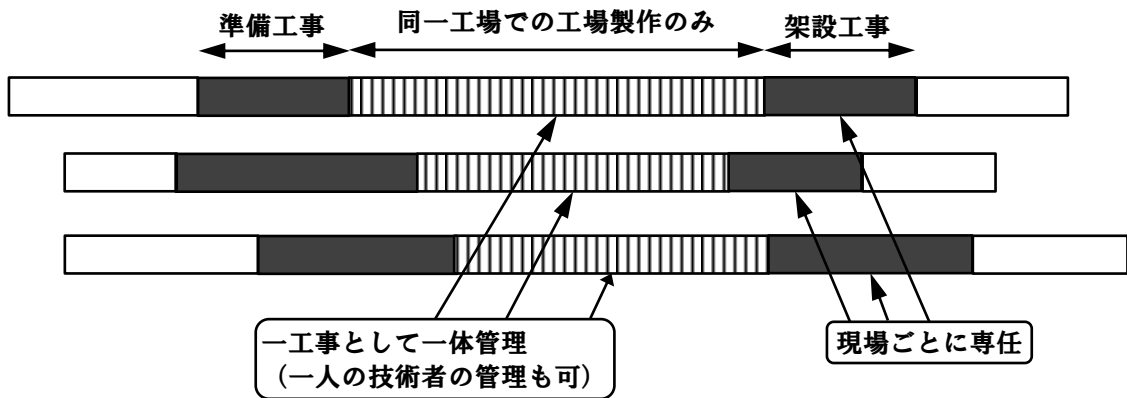 準備工事
同一工場での工場製作のみ
架設工事
一工事として一体管理
（一人の技術者の管理も可）
現場ごとに専任